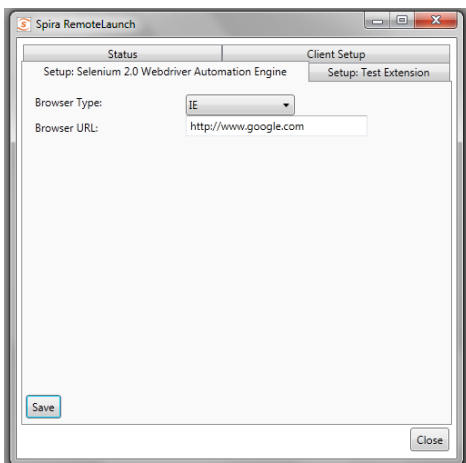 Spira RemoteLaunch
Status Client Setup
Setup: Selenium 2.0 Webdriver Automation Engine Setup: Test Extension
Browser Type: IE
Browser URL: http://www.google.com
Save
Close